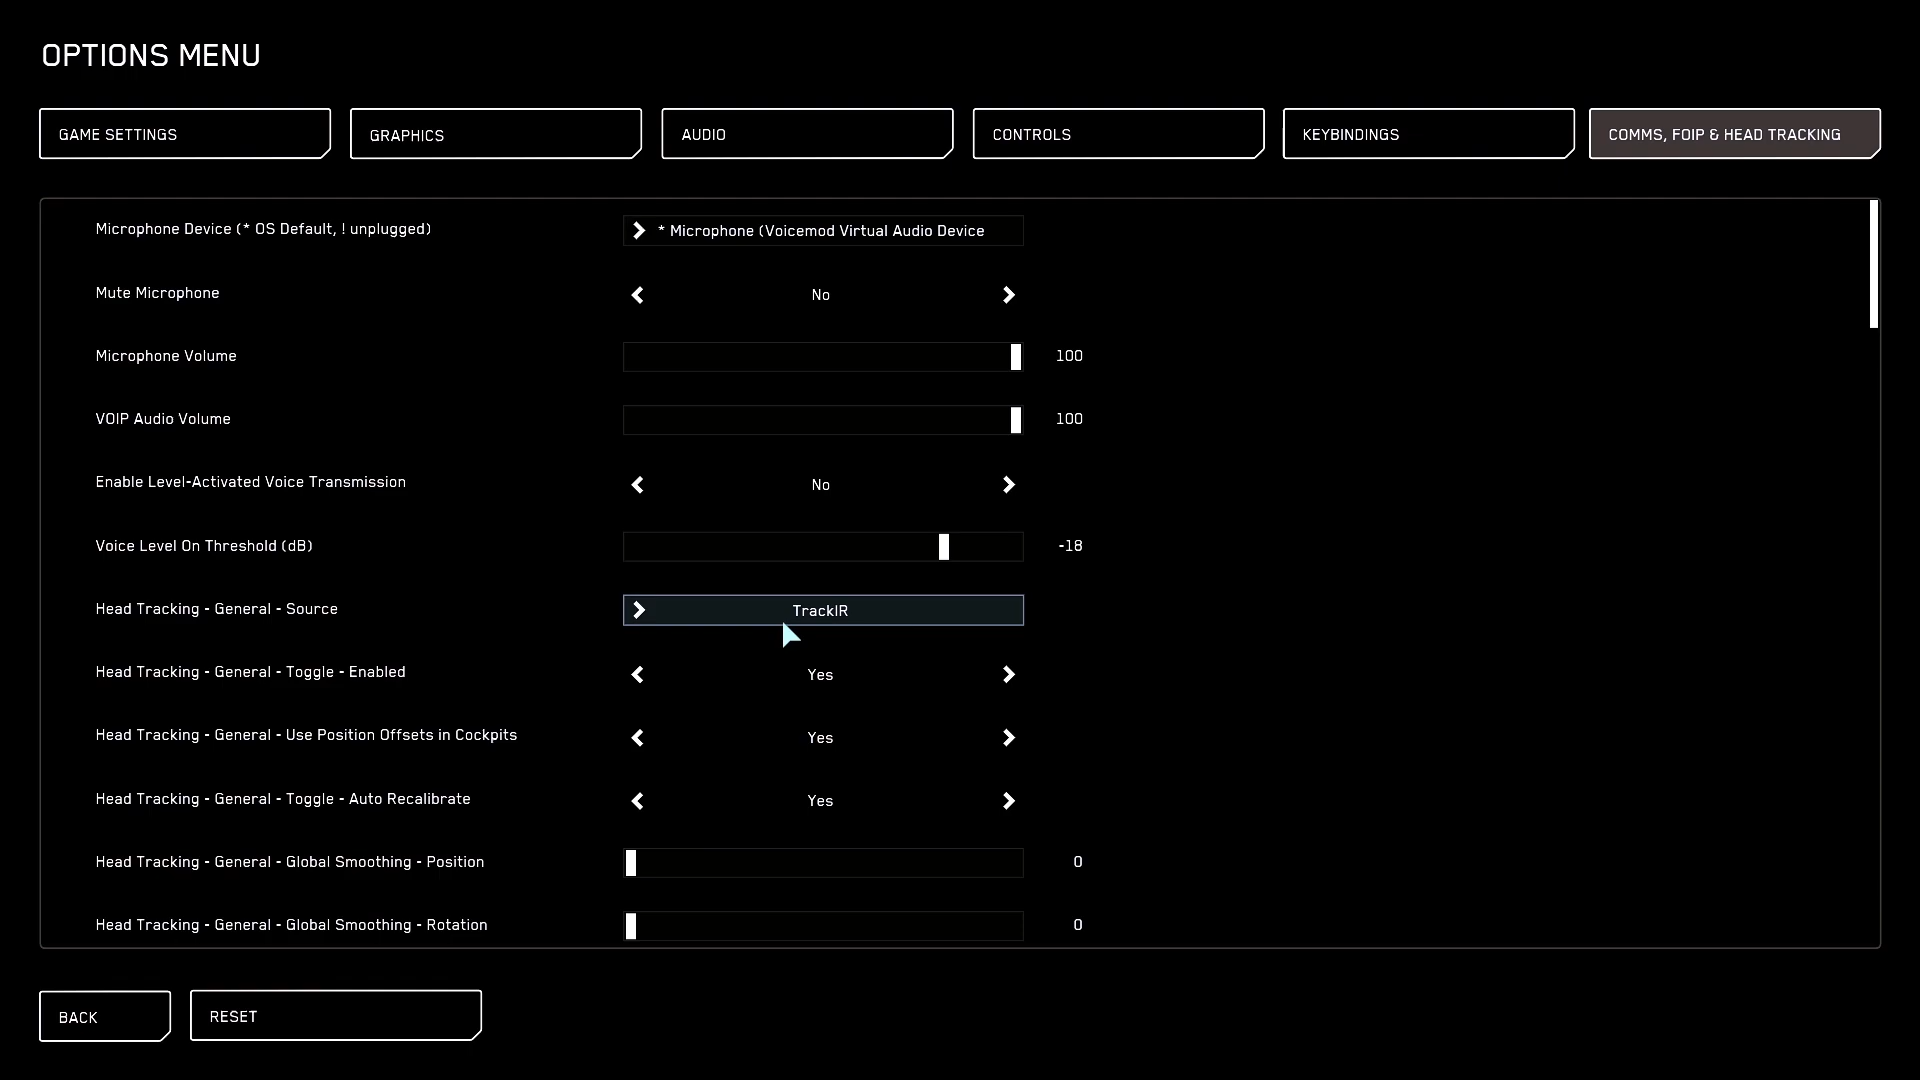 OPTIONS MENU
GAME SETTINGS
GRAPHICS
AUDIO
CONTROLS
KEYBINDINGS
COMMS, FOIP & HEAD TRACKING
Microphone Device (* OS Default, ! unplugged)
* Microphone (Voicemod Virtual Audio Device
Mute Microphone
No
Microphone Volume
100
VOIP Audio Volume
100
Enable Level-Activated Voice Transmission
No
Voice Level On Threshold (dB)
-18
Head Tracking - General - Source
TrackIR
Head Tracking - General - Toggle - Enabled
Yes
Head Tracking - General - Use Position Offsets in Cockpits
Yes
Head Tracking - General - Toggle - Auto Recalibrate
Yes
Head Tracking - General - Global Smoothing - Position
0
Head Tracking - General - Global Smoothing - Rotation
0
BACK
RESET